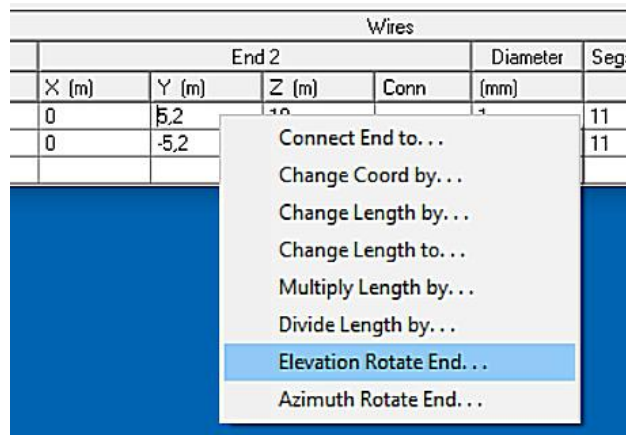 Wires
End 2 Diameter Seg
X (m) Y (m) Z (m) Conn (mm)
0 5,2 10 1 11
0 -5,2 11
Connect End to...
Change Coord by...
Change Length by...
Change Length to...
Multiply Length by...
Divide Length by...
Elevation Rotate End...
Azimuth Rotate End...